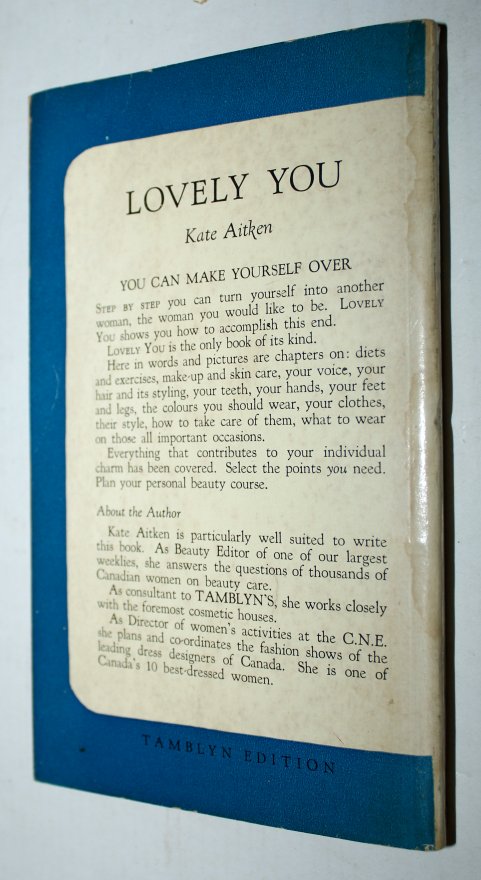 LOVELY YOU
Kate Aitken
YOU CAN MAKE YOURSELF OVER
STEP BY STEP you can turn yourself into another
woman, the woman you would like to be. LOVELY
YOU shows you how to accomplish this end.
LOVELY YOU is the only book of its kind.
Here in words and pictures are chapters on: diets
and exercises, make-up and skin care, your voice, your
hair and its styling, your teeth, your hands, your feet
and legs, the colours you should wear, your clothes,
their style, how to take care of them, what to wear
on those all important occasions.
Everything that contributes to your individual
charm has been covered. Select the points you need.
Plan your personal beauty course.
About the Author
Kate Aitken is particularly well suited to write
this book. As Beauty Editor of one of our largest
weeklies, she answers the questions of thousands of
Canadian women on beauty care.
As consultant to TAMBLYN'S, she works closely
with the foremost cosmetic houses.
As Director of women's activities at the C.N.E.
she plans and co-ordinates the fashion shows of the
leading dress designers of Canada. She is one of
Canada's 10 best-dressed women.
TAMBLYN EDITION